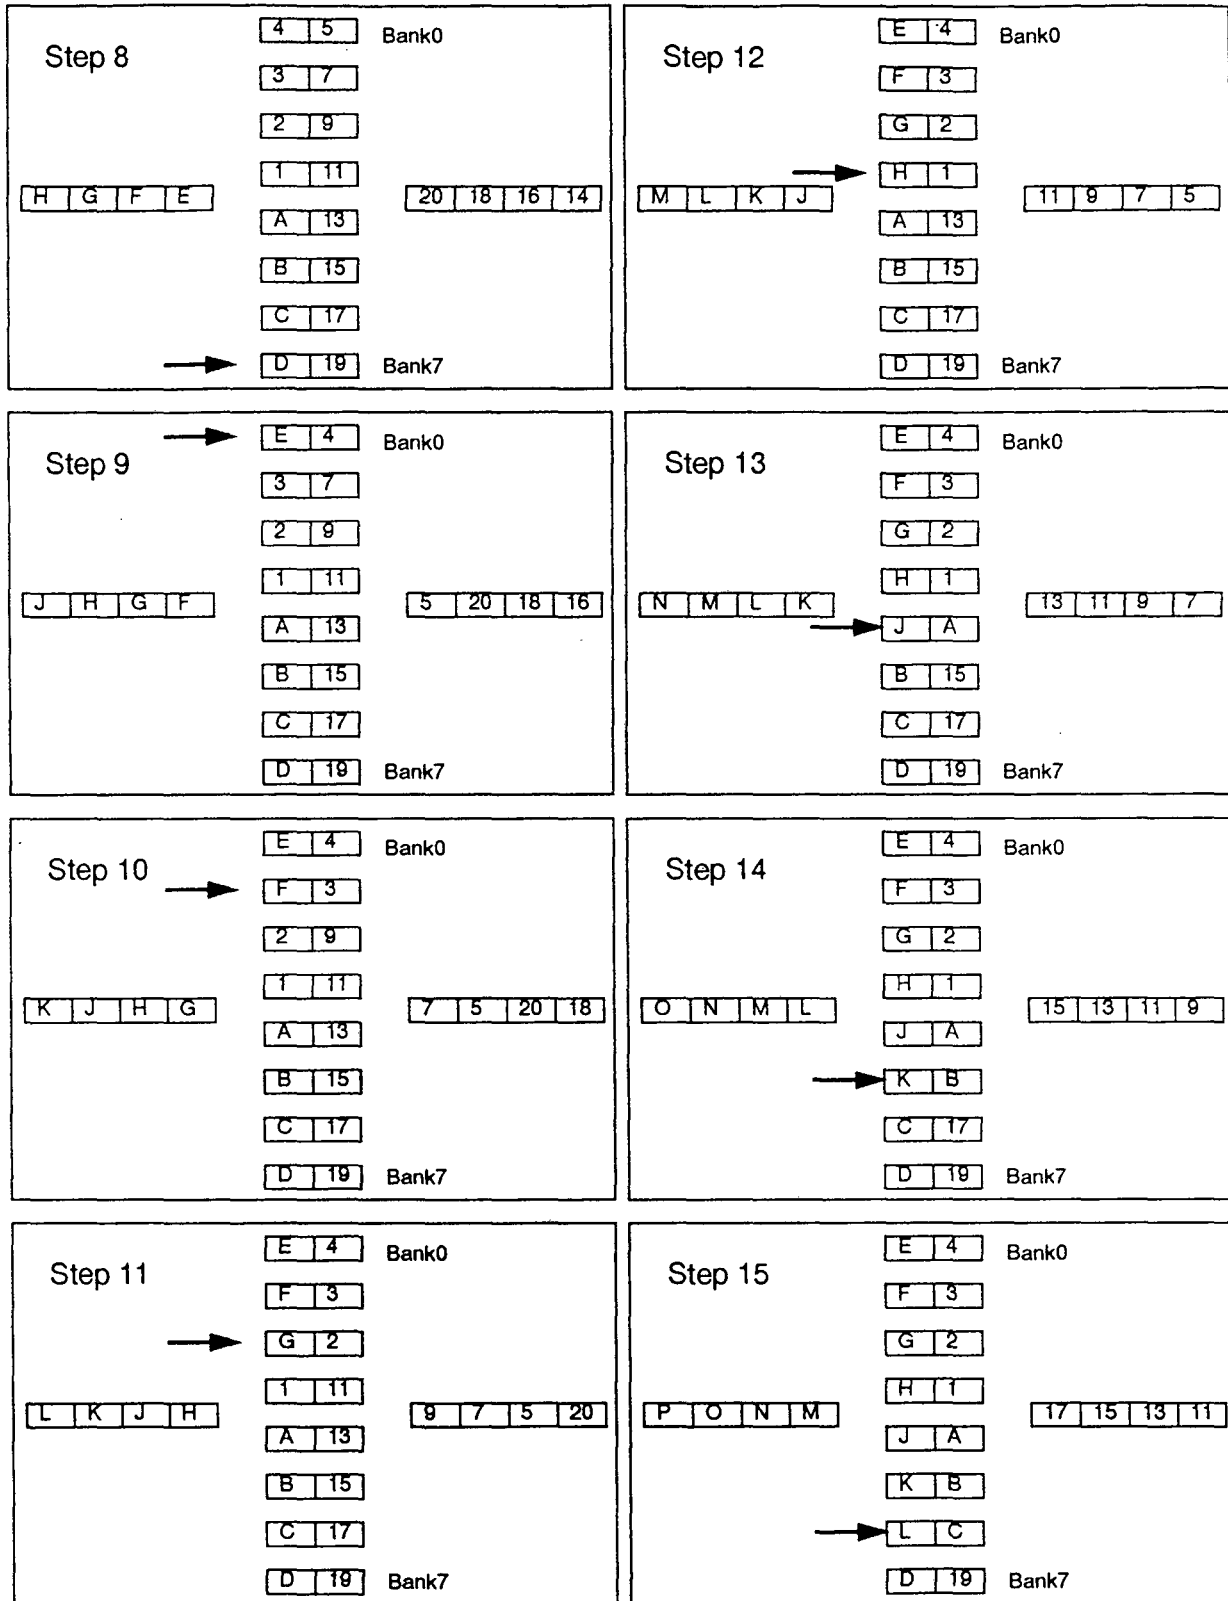 Step 8
4 5 Bank0
3 7
2 9
1 11
H G F E
20 18 16 14
A 13
B 15
C 17
D 19 Bank7
Step 12
E 4 Bank0
F 3
G 2
H 1
M L K J
11 9 7 5
A 13
B 15
C 17
D 19 Bank7
Step 9
E 4 Bank0
3 7
2 9
1 11
J H G F
5 20 18 16
A 13
B 15
C 17
D 19 Bank7
Step 13
E 4 Bank0
F 3
G 2
H 1
N M L K
13 11 9 7
J A
B 15
C 17
D 19 Bank7
Step 10
E 4 Bank0
F 3
2 9
1 11
K J H G
7 5 20 18
A 13
B 15
C 17
D 19 Bank7
Step 14
E 4 Bank0
F 3
G 2
H 1
O N M L
15 13 11 9
J A
K B
C 17
D 19 Bank7
Step 11
E 4 Bank0
F 3
G 2
1 11
L K J H
9 7 5 20
A 13
B 15
C 17
D 19 Bank7
Step 15
E 4 Bank0
F 3
G 2
H 1
P O N M
17 15 13 11
J A
K B
L C
D 19 Bank7